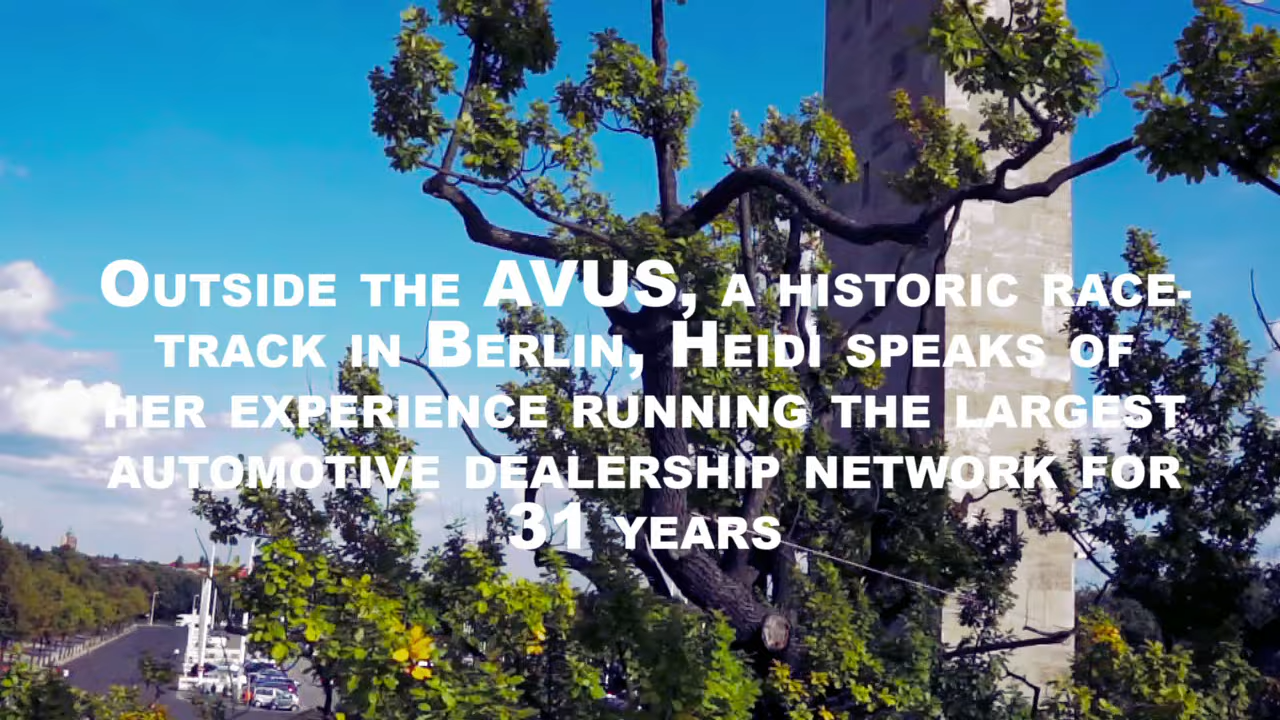 Outside the AVUS, a historic race-
track in Berlin, Heidi speaks of
her experience running the largest
automotive dealership network for
31 years